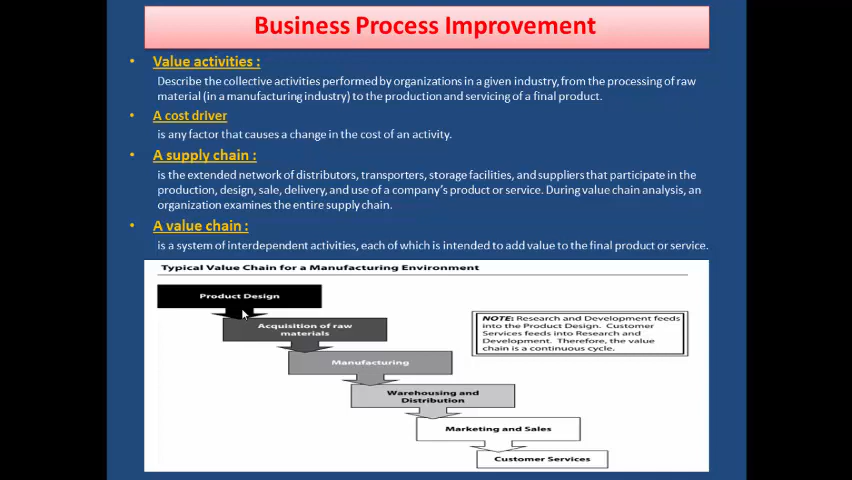 Business Process Improvement
• Value activities :
Describe the collective activities performed by organizations in a given industry, from the processing of raw
material (in a manufacturing industry) to the production and servicing of a final product.
• A cost driver
is any factor that causes a change in the cost of an activity.
• A supply chain :
is the extended network of distributors, transporters, storage facilities, and suppliers that participate in the
production, design, sale, delivery, and use of a company's product or service. During value chain analysis, an
organization examines the entire supply chain.
• A value chain :
is a system of interdependent activities, each of which is intended to add value to the final product or service.
Typical Value Chain for a Manufacturing Environment
Product Design
Acquisition of raw
materials
Manufacturing
Warehousing and
Distribution
Marketing and Sales
Customer Services
NOTE: Research and Development feeds
into the Product Design. Customer
Services feeds into Research and
Development. Therefore, the value
chain is a continuous cycle.